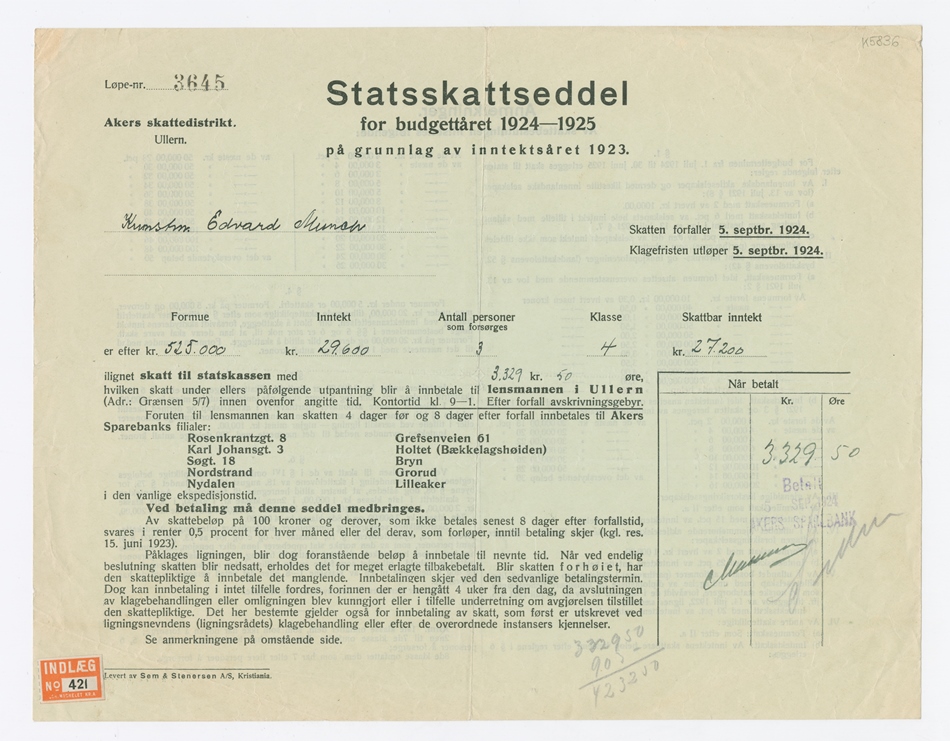 K5836
Løpe-nr. 3645
Statsskattseddel
for budgettåret 1924—1925
på grunnlag av inntektsåret 1923.
Akers skattedistrikt.
Ullern.
Kunstm. Edvard Munch
Skatten forfaller 5. septbr. 1924.
Klagefristen utløper 5. septbr. 1924.
Formue Inntekt Antall personer som forsørges Klasse Skattbar inntekt
er efter kr. 525.000 kr. 29.600 3 4 kr. 27.200
ilignet skatt til statskassen med 3.329 kr. 50 øre,
hvilken skatt under ellers påfølgende utpantning blir å innbetale til lensmannen i Ullern
(Adr.: Grænsen 5/7) innen ovenfor angitte tid. Kontortid kl. 9—1. Efter forfall avskrivningsgebyr.
Foruten til lensmannen kan skatten 4 dager før og 8 dager efter forfall innbetales til Akers
Sparebanks filialer:
Rosenkrantzgt. 8 Grefsenveien 61
Karl Johansgt. 3 Holtet (Bækkelagshøiden)
Søgt. 18 Bryn
Nordstrand Grorud
Nydalen Lilleaker
i den vanlige ekspedisjonstid.
Ved betaling må denne seddel medbringes.
Av skattebeløp på 100 kroner og derover, som ikke betales senest 8 dager efter forfallstid,
svares i renter 0,5 procent for hver måned eller del derav, som forløper, inntil betaling skjer (kgl. res.
15. juni 1923).
Påklages ligningen, blir dog foranstående beløp å innbetale til nevnte tid. Når ved endelig
beslutning skatten blir nedsatt, erholdes det for meget erlagte tilbakebetalt. Blir skatten forhøiet, har
den skattepliktige å innbetale det manglende. Innbetalingen skjer ved den sedvanlige betalingstermin.
Dog kan innbetaling i intet tilfelle fordres, forinnen der er hengått 4 uker fra den dag, da avslutningen
av klagebehandlingen eller omligningen blev kunngjort eller i tilfelle underretning om avgjørelsen tilstillet
den skattepliktige. Det her bestemte gjelder også for innbetaling av skatt, som først er utskrevet ved
ligningsnevndens (ligningsrådets) klagebehandling eller efter de overordnede instansers kjennelser.
Se anmerkningene på omstående side.
Når betalt
Kr. Øre
3.329 50
Betalt
AKERS SPAREBANK
3329 50
903
4232 50
INDLÆG
No 421
Levert av Sem & Stenersen A/S, Kristiania.